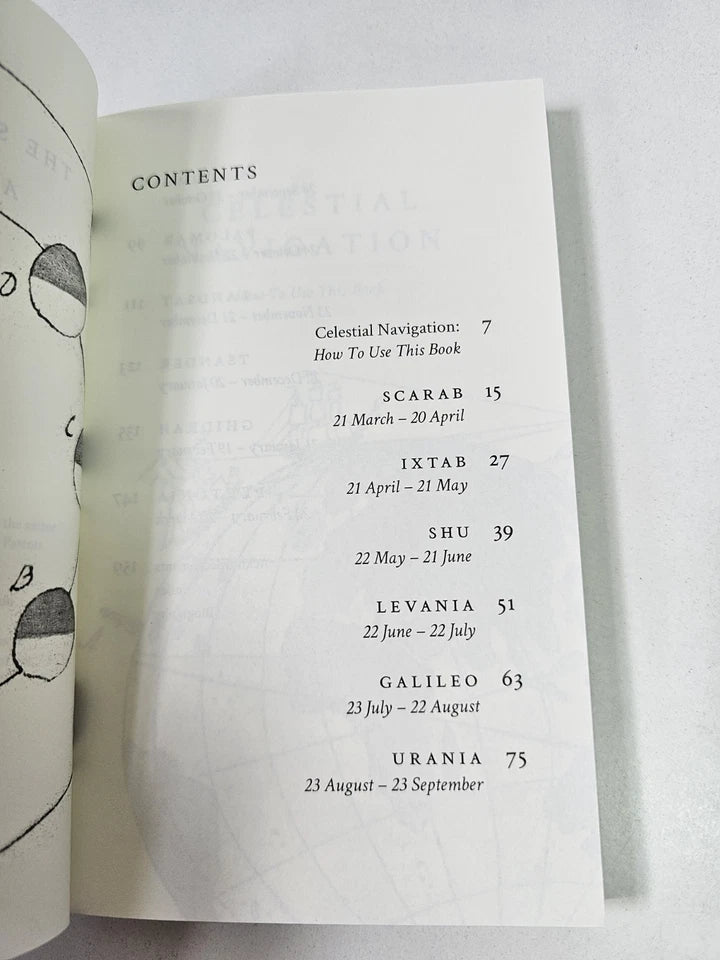 CONTENTS
Celestial Navigation: 7
How To Use This Book
SCARAB 15
21 March – 20 April
IXTAB 27
21 April – 21 May
SHU 39
22 May – 21 June
LEVANIA 51
22 June – 22 July
GALILEO 63
23 July – 22 August
URANIA 75
23 August – 23 September
D
C
B